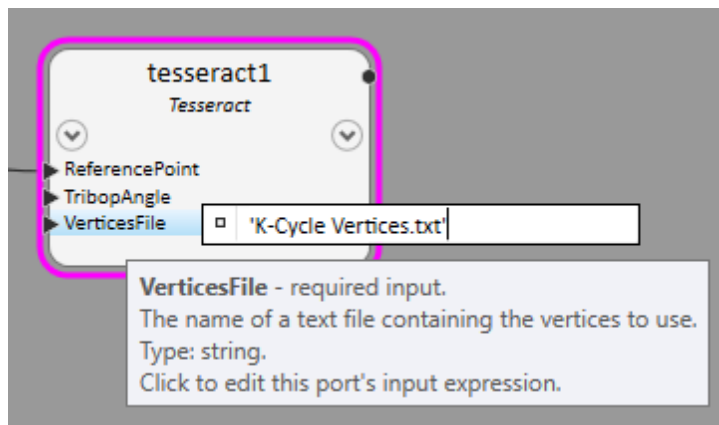 tesseract1
Tesseract
ReferencePoint
TribopAngle
VerticesFile
'K-Cycle Vertices.txt'
VerticesFile - required input.
The name of a text file containing the vertices to use.
Type: string.
Click to edit this port's input expression.